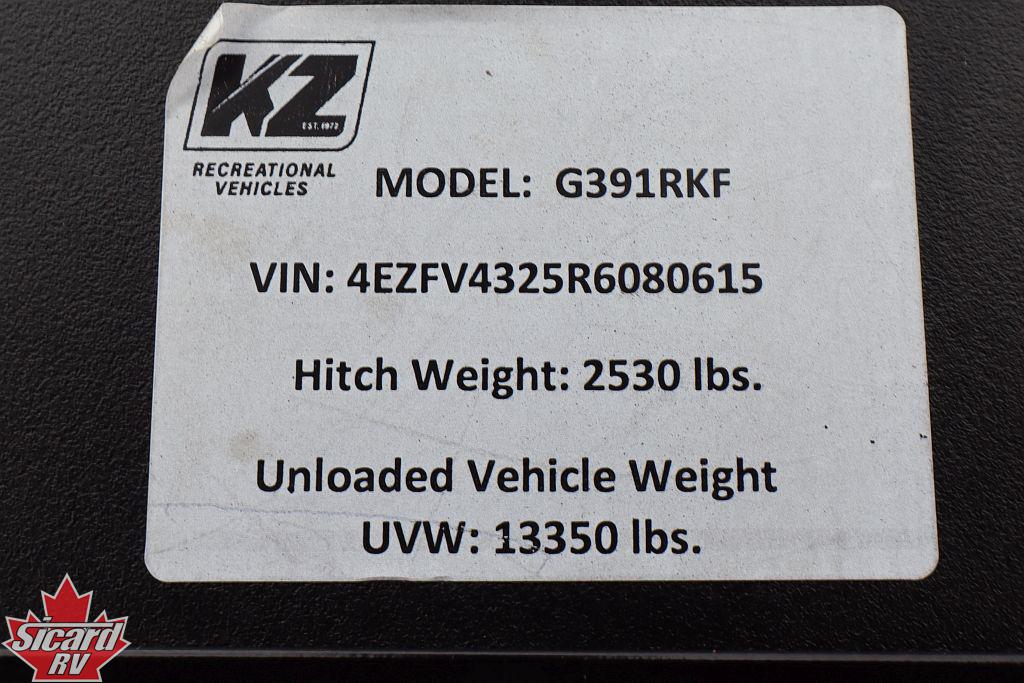 KZ
EST. 1972
RECREATIONAL
VEHICLES
MODEL: G391RKF
VIN: 4EZFV4325R6080615
Hitch Weight: 2530 lbs.
Unloaded Vehicle Weight
UVW: 13350 lbs.
Sicard
RV